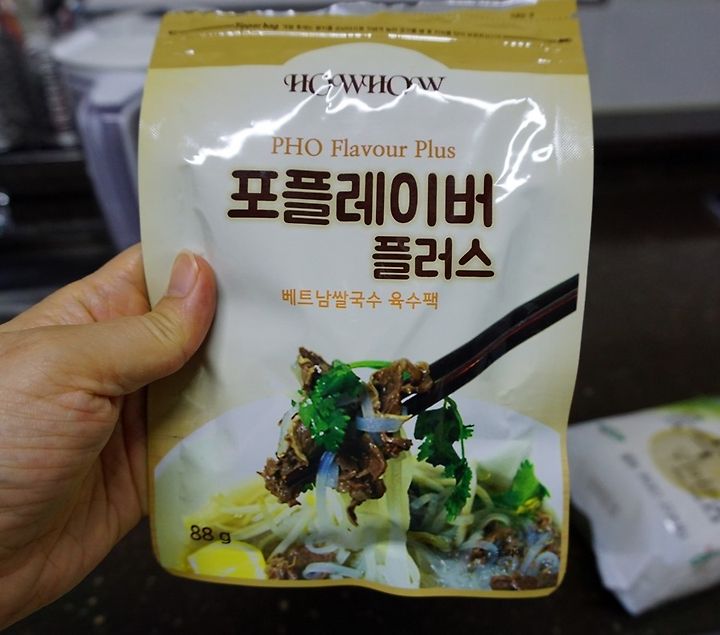 HOWHOW
PHO Flavour Plus
포플레이버
플러스
베트남쌀국수 육수팩
88 g